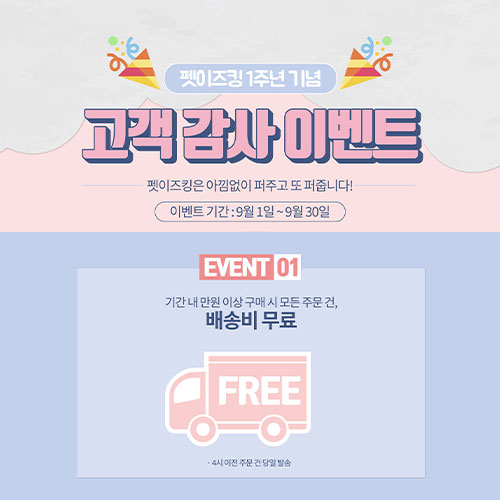 펫이즈킹 1주년 기념
고객 감사 이벤트
펫이즈킹은 아낌없이 퍼주고 또 퍼줍니다!
이벤트 기간 : 9월 1일 ~ 9월 30일
EVENT 01
기간 내 만원 이상 구매 시 모든 주문 건,
배송비 무료
FREE
· 4시 이전 주문 건 당일 발송